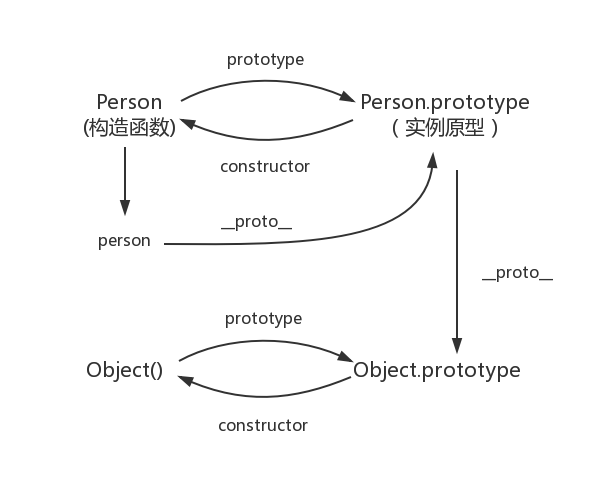 prototype
Person
(构造函数)
Person.prototype
（实例原型）
constructor
__proto__
person
__proto__
prototype
Object()
Object.prototype
constructor